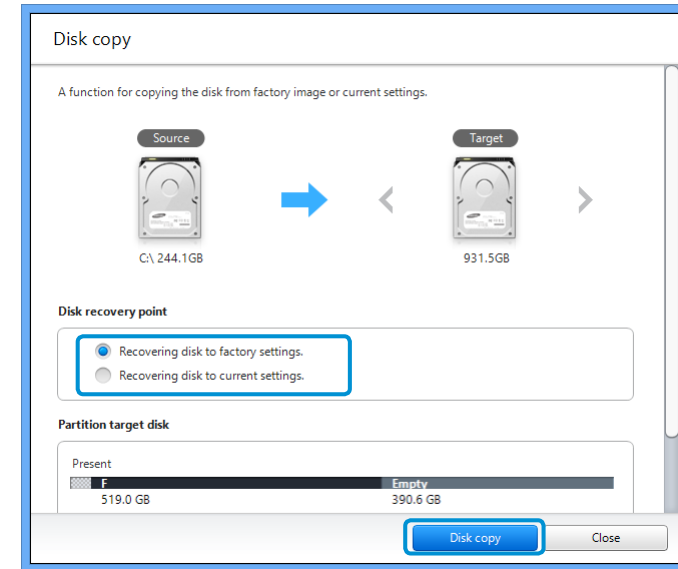 Disk copy
A function for copying the disk from factory image or current settings.
Source
Target
C:\ 244.1GB
931.5GB
Disk recovery point
Recovering disk to factory settings.
Recovering disk to current settings.
Partition target disk
Present
F
Empty
519.0 GB
390.6 GB
Disk copy
Close